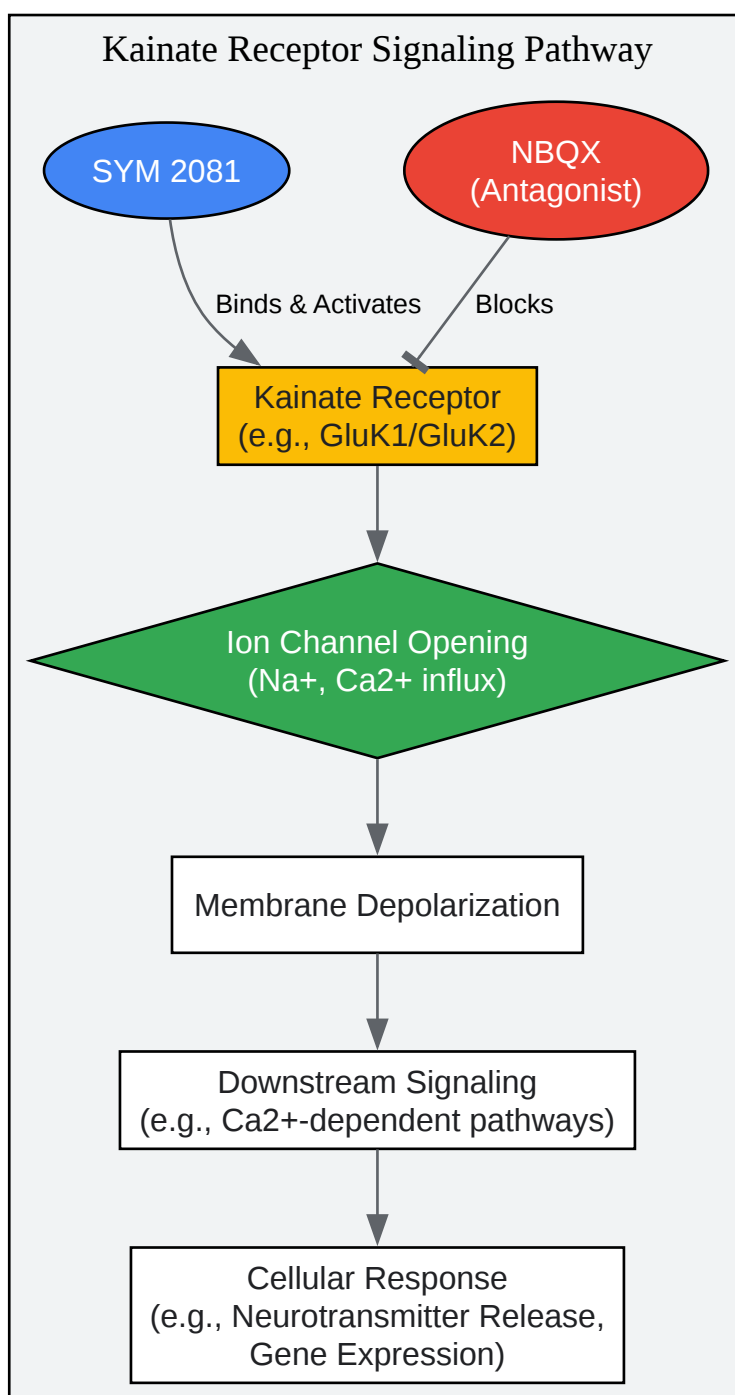 Kainate Receptor Signaling Pathway
SYM 2081
NBQX
(Antagonist)
Binds & Activates
Blocks
Kainate Receptor
(e.g., GluK1/GluK2)
Ion Channel Opening
(Na+, Ca2+ influx)
Membrane Depolarization
Downstream Signaling
(e.g., Ca2+-dependent pathways)
Cellular Response
(e.g., Neurotransmitter Release,
Gene Expression)